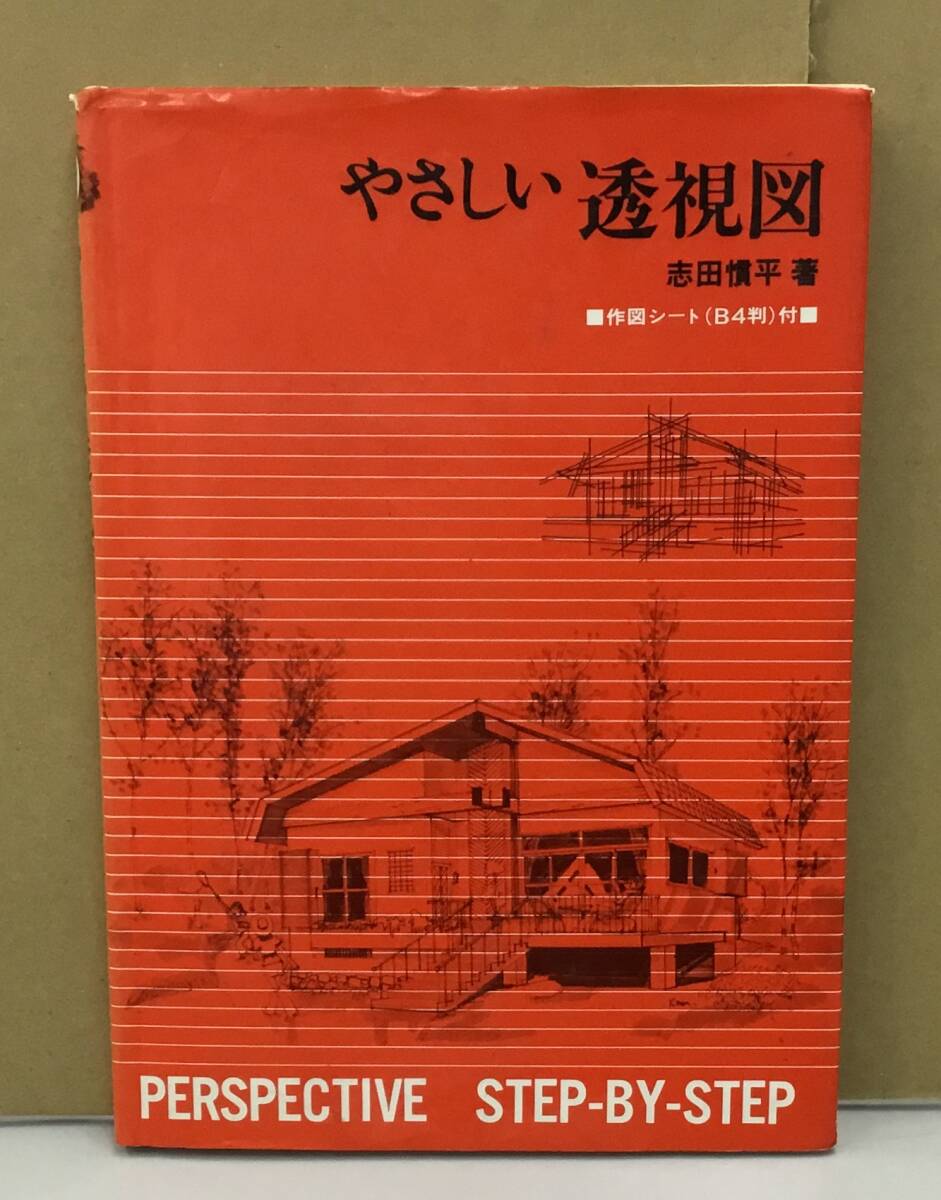 やさしい 透視図
志田慣平 著
■作図シート(B4判)付■
PERSPECTIVE STEP-BY-STEP